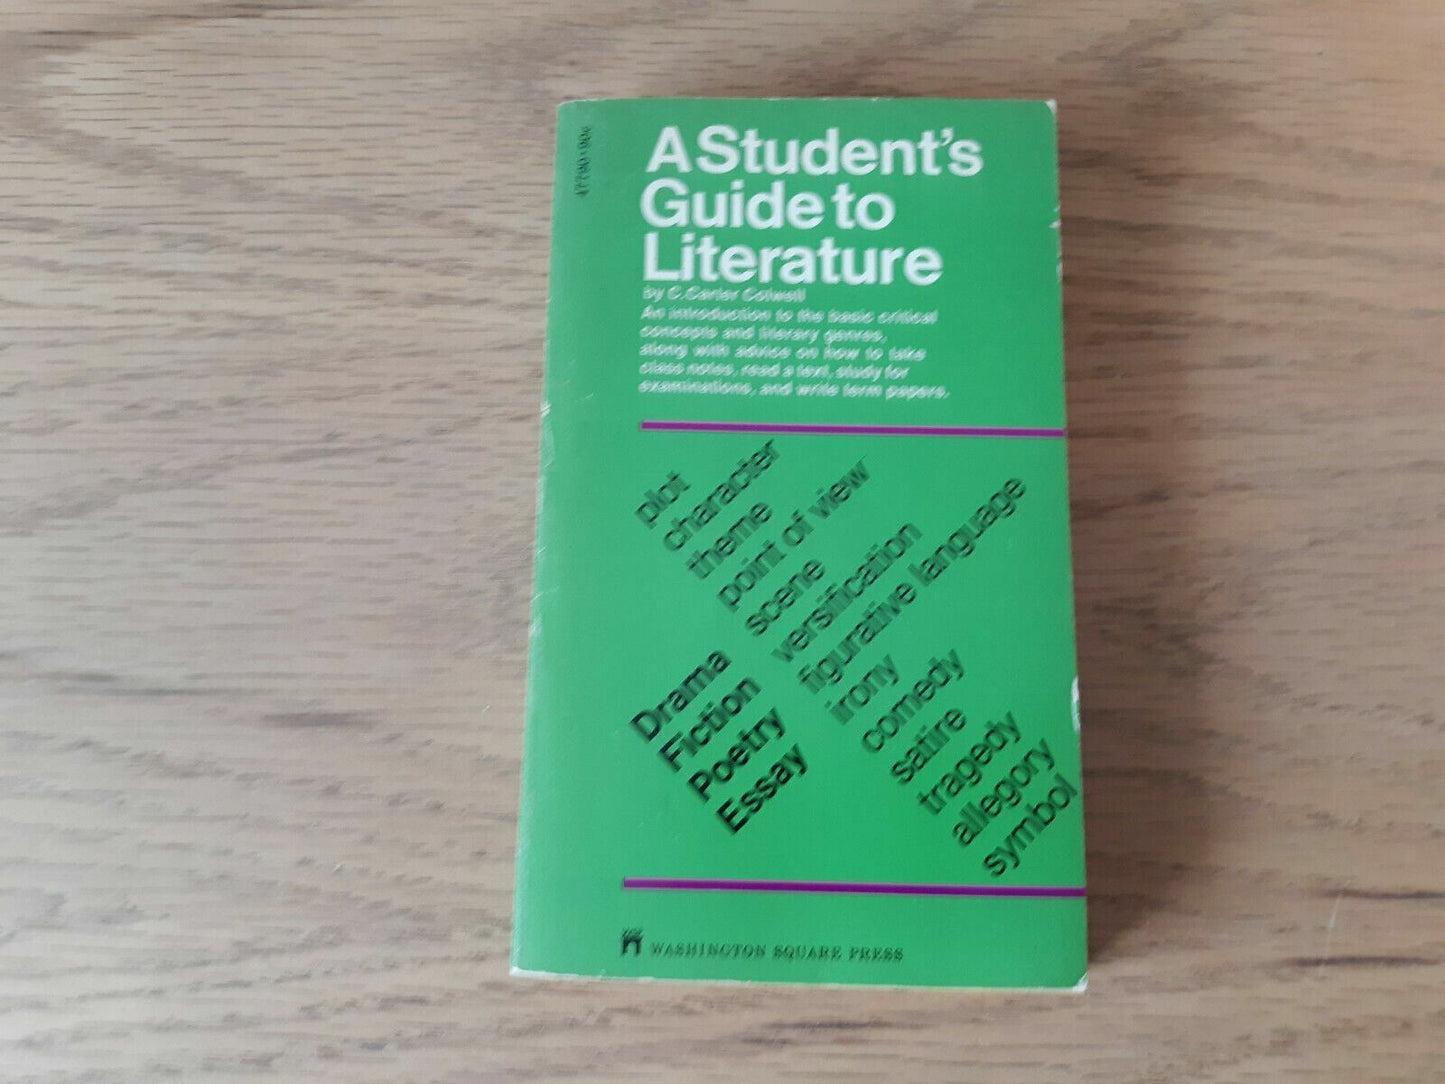 47790·90¢
A Student's
Guide to
Literature
by C. Carter Colwell
An introduction to the basic critical
concepts and literary genres,
along with advice on how to take
class notes, read a text, study for
examinations, and write term papers.
plot
character
theme
point of view
scene
versification
figurative language
irony
comedy
satire
tragedy
allegory
symbol
Drama
Fiction
Poetry
Essay
WASHINGTON SQUARE PRESS